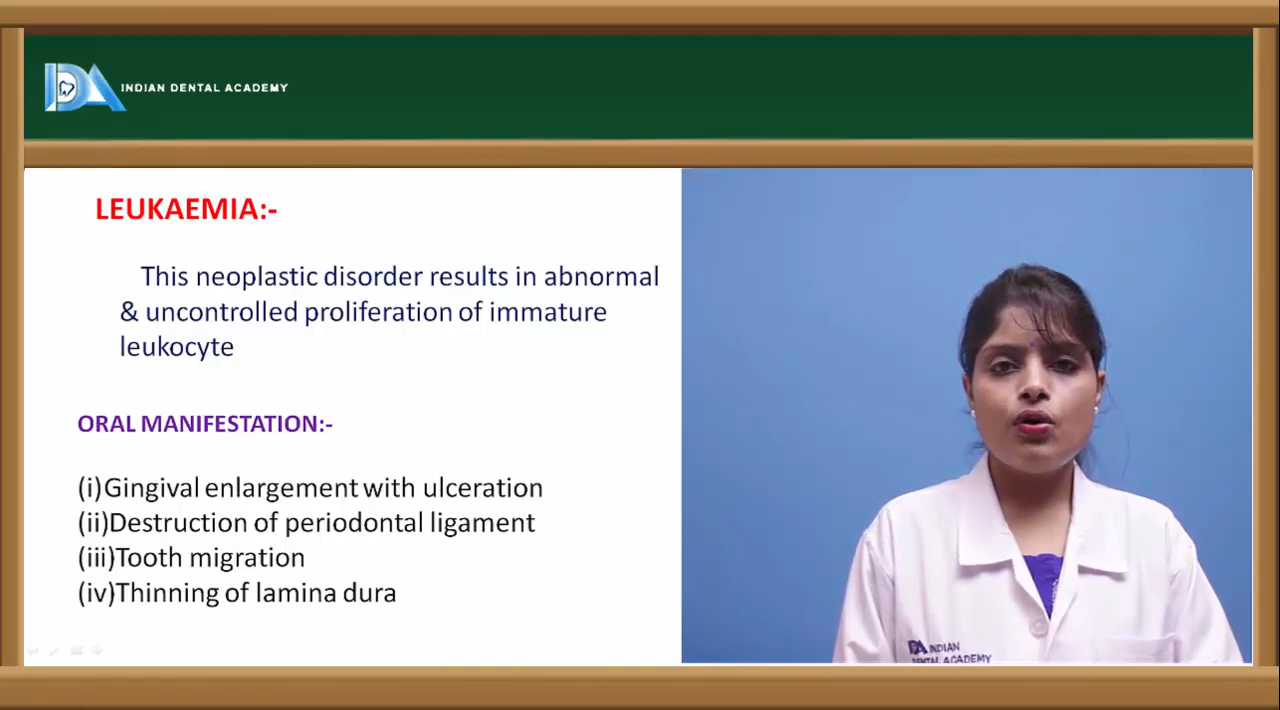 INDIAN DENTAL ACADEMY
LEUKAEMIA:-
This neoplastic disorder results in abnormal
& uncontrolled proliferation of immature
leukocyte
ORAL MANIFESTATION:-
(i)Gingival enlargement with ulceration
(ii)Destruction of periodontal ligament
(iii)Tooth migration
(iv)Thinning of lamina dura
INDIAN
DENTAL ACADEMY